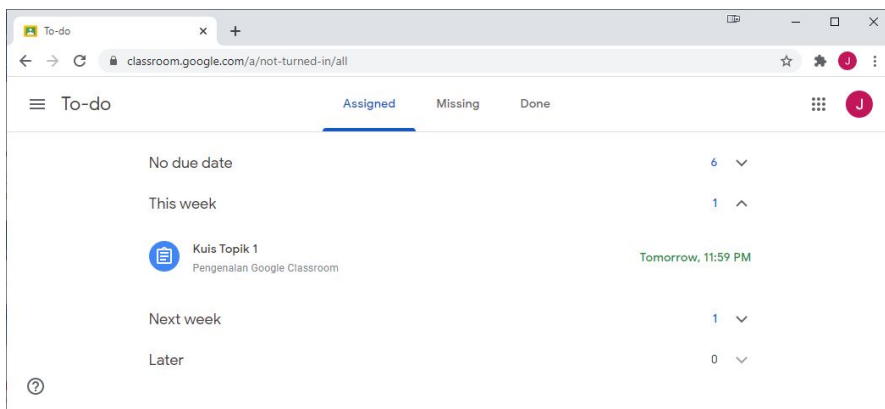 To-do
classroom.google.com/a/not-turned-in/all
J
To-do
Assigned Missing Done
J
No due date 6
This week 1
Kuis Topik 1
Pengenalan Google Classroom
Tomorrow, 11:59 PM
Next week 1
Later 0